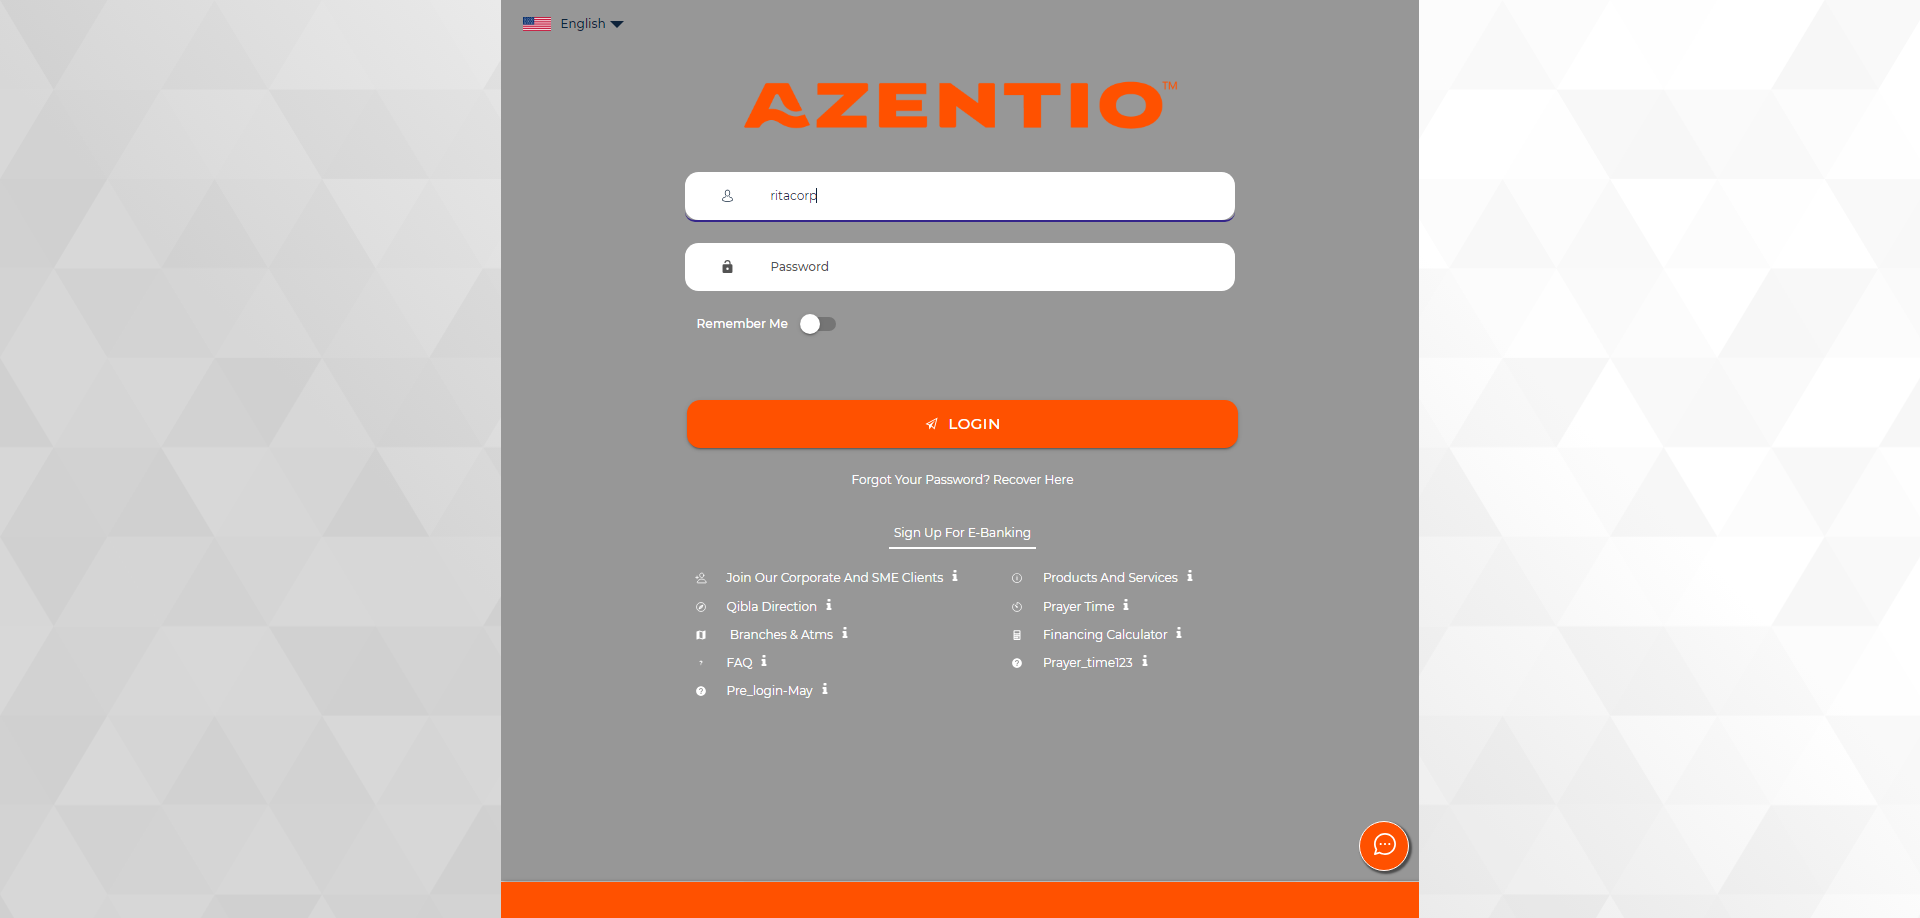 English
AZENTIO™
ritacorp
Password
Remember Me
LOGIN
Forgot Your Password? Recover Here
Sign Up For E-Banking
Join Our Corporate And SME Clients
Products And Services
Qibla Direction
Prayer Time
Branches & Atms
Financing Calculator
FAQ
Prayer_time123
Pre_login-May